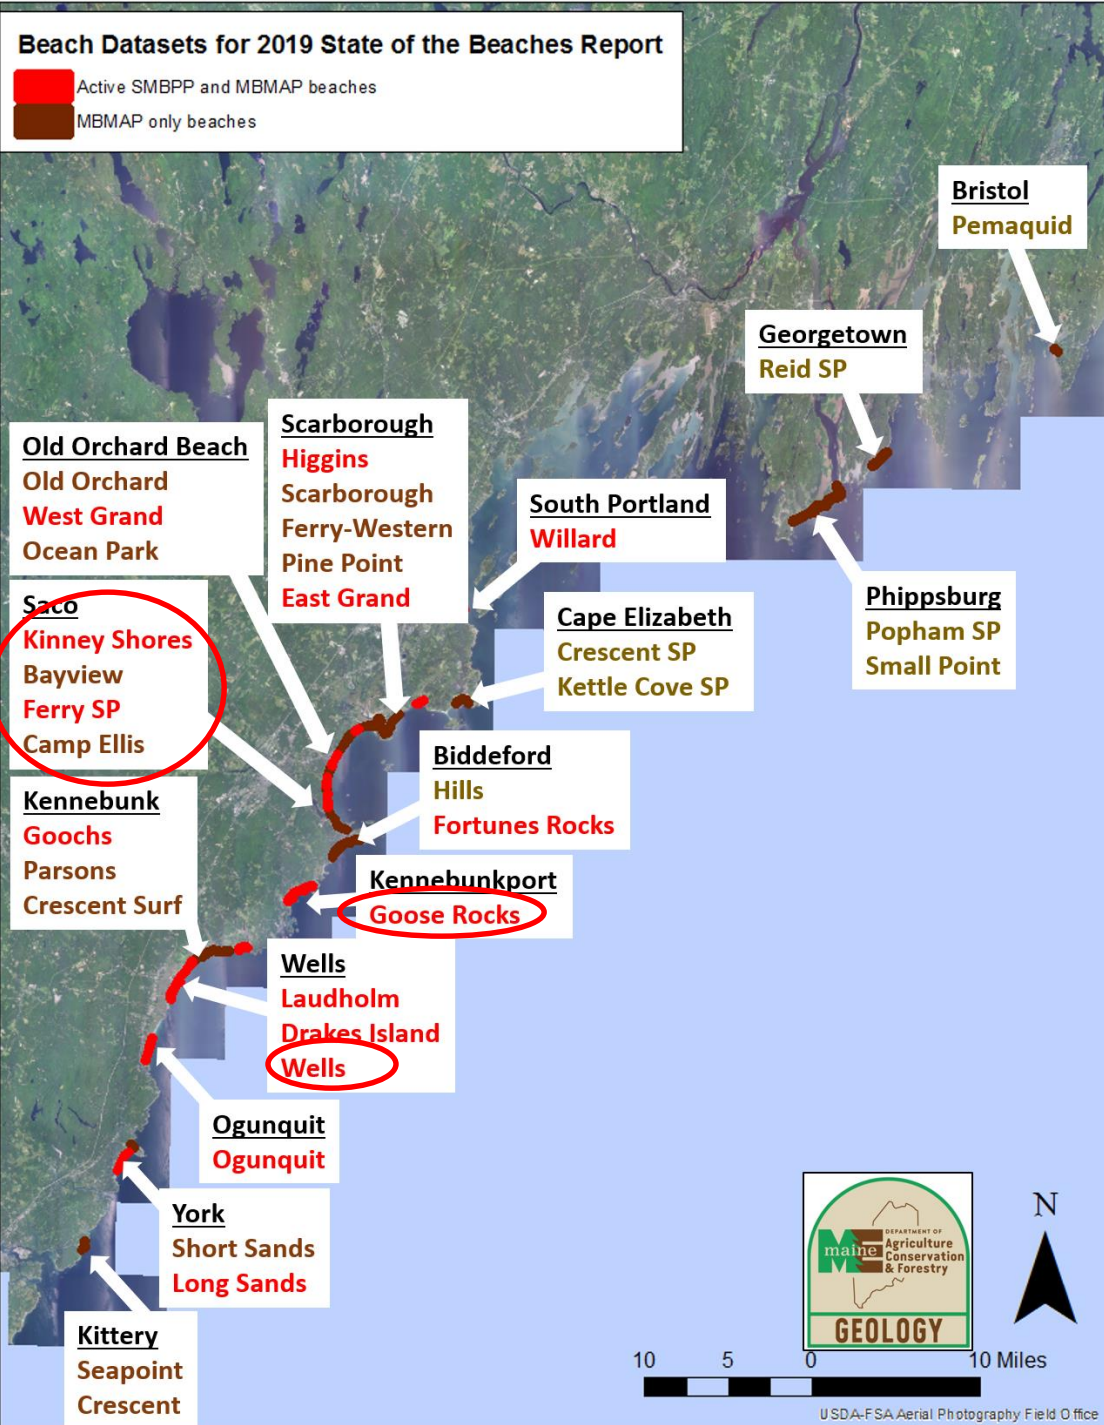 Beach Datasets for 2019 State of the Beaches Report
Active SMBPP and MBMAP beaches
MBMAP only beaches
Bristol
Pemaquid
Georgetown
Reid SP
Scarborough
Higgins
Scarborough
Ferry-Western
Pine Point
East Grand
Old Orchard Beach
Old Orchard
West Grand
Ocean Park
South Portland
Willard
Saco
Kinney Shores
Bayview
Ferry SP
Camp Ellis
Cape Elizabeth
Crescent SP
Kettle Cove SP
Phippsburg
Popham SP
Small Point
Biddeford
Hills
Fortunes Rocks
Kennebunk
Goochs
Parsons
Crescent Surf
Kennebunkport
Goose Rocks
Wells
Laudholm
Drakes Island
Wells
Ogunquit
Ogunquit
York
Short Sands
Long Sands
Kittery
Seapoint
Crescent
maine
DEPARTMENT OF
Agriculture
Conservation
& Forestry
GEOLOGY
N
10 5 0 10 Miles
USDA-FSA Aerial Photography Field Office